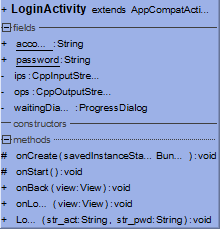 + LoginActivity extends AppCompatActi...
fields
+ acco... :String
+ password:String
- ips:CppInputStre...
- ops:CppOutputStre...
- waitingDia... :ProgressDialog
constructors
methods
# onCreate(savedInstanceSta... Bun... ):void
# onStart():void
+ onBack(view:View):void
+ onLo... (view:View):void
+ Lo... (str_act:String, str_pwd:String):void